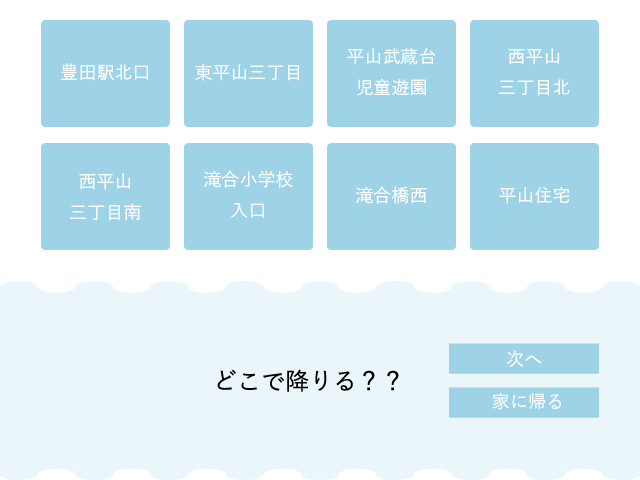 豊田駅北口
東平山三丁目
平山武蔵台
児童遊園
西平山
三丁目北
西平山
三丁目南
滝合小学校
入口
滝合橋西
平山住宅
どこで降りる？？
次へ
家に帰る